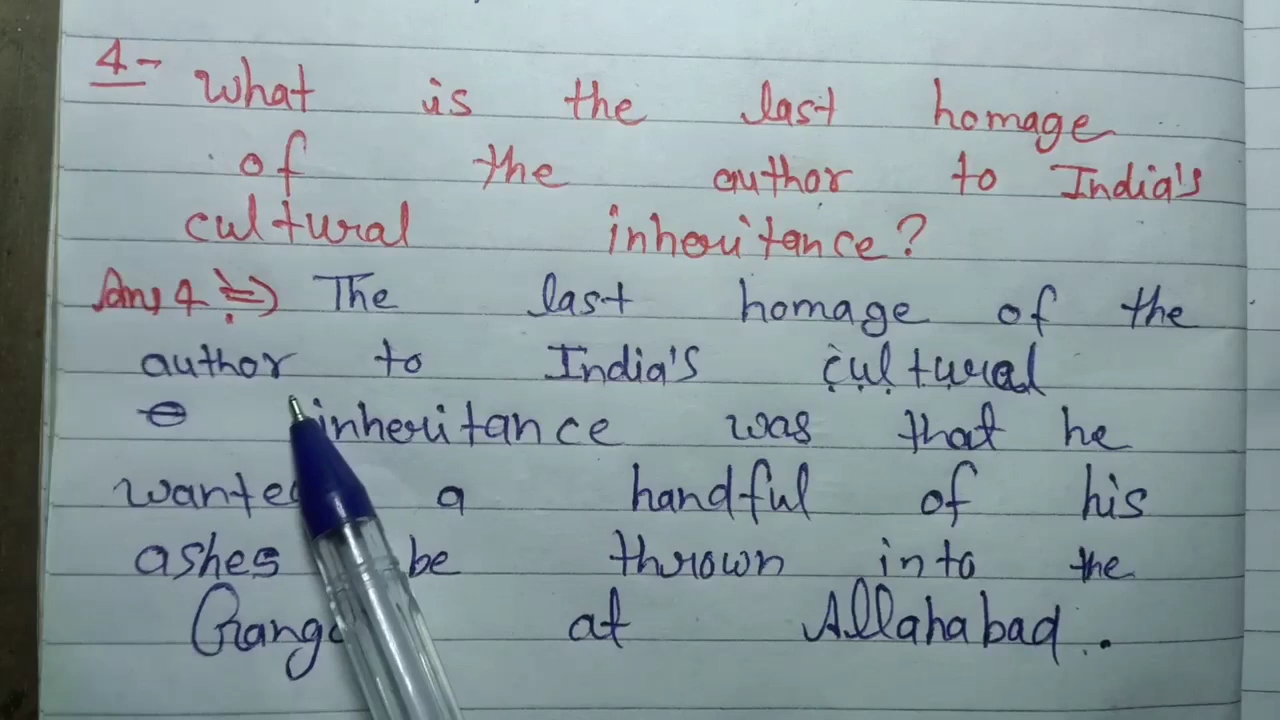 4- What is the last homage
of the author to India's
cultural inheritance?
Ans 4 ⇒ The last homage of the
author to India's cultural
inheritance was that he
wanted a handful of his
ashes be thrown into the
Ganga at Allahabad.